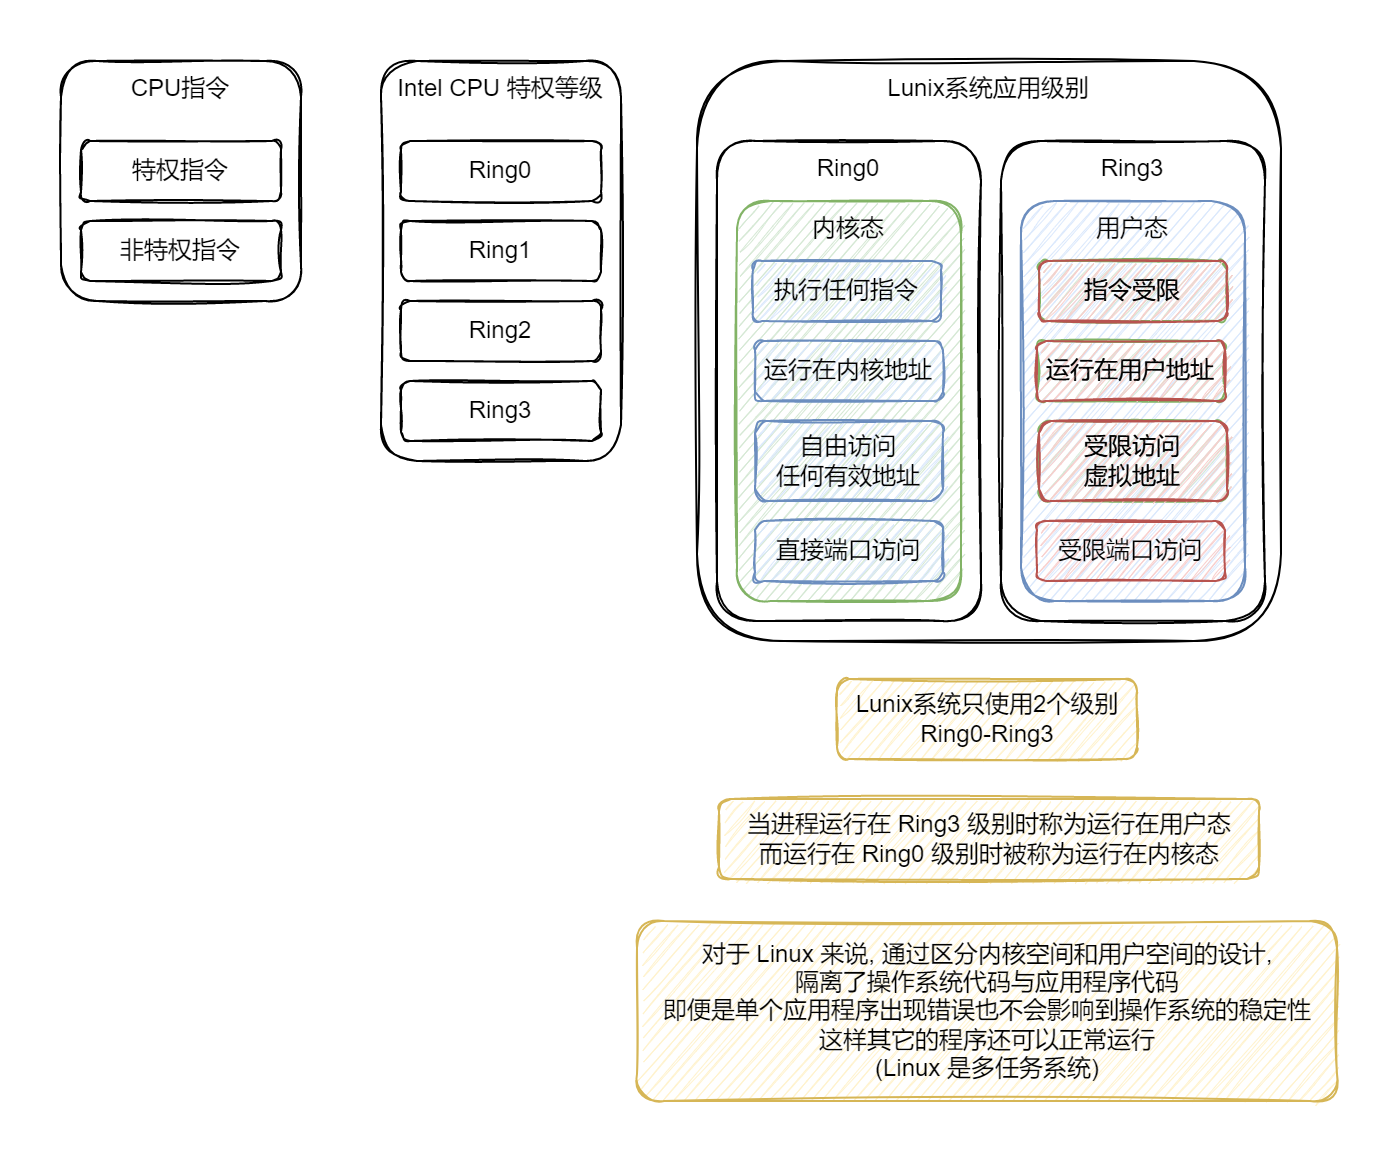 CPU指令
特权指令
非特权指令
Intel CPU 特权等级
Ring0
Ring1
Ring2
Ring3
Lunix系统应用级别
Ring0
内核态
执行任何指令
运行在内核地址
自由访问
任何有效地址
直接端口访问
Ring3
用户态
指令受限
运行在用户地址
受限访问
虚拟地址
受限端口访问
Lunix系统只使用2个级别
Ring0-Ring3
当进程运行在 Ring3 级别时称为运行在用户态
而运行在 Ring0 级别时被称为运行在内核态
对于 Linux 来说, 通过区分内核空间和用户空间的设计,
隔离了操作系统代码与应用程序代码
即便是单个应用程序出现错误也不会影响到操作系统的稳定性
这样其它的程序还可以正常运行
(Linux 是多任务系统)